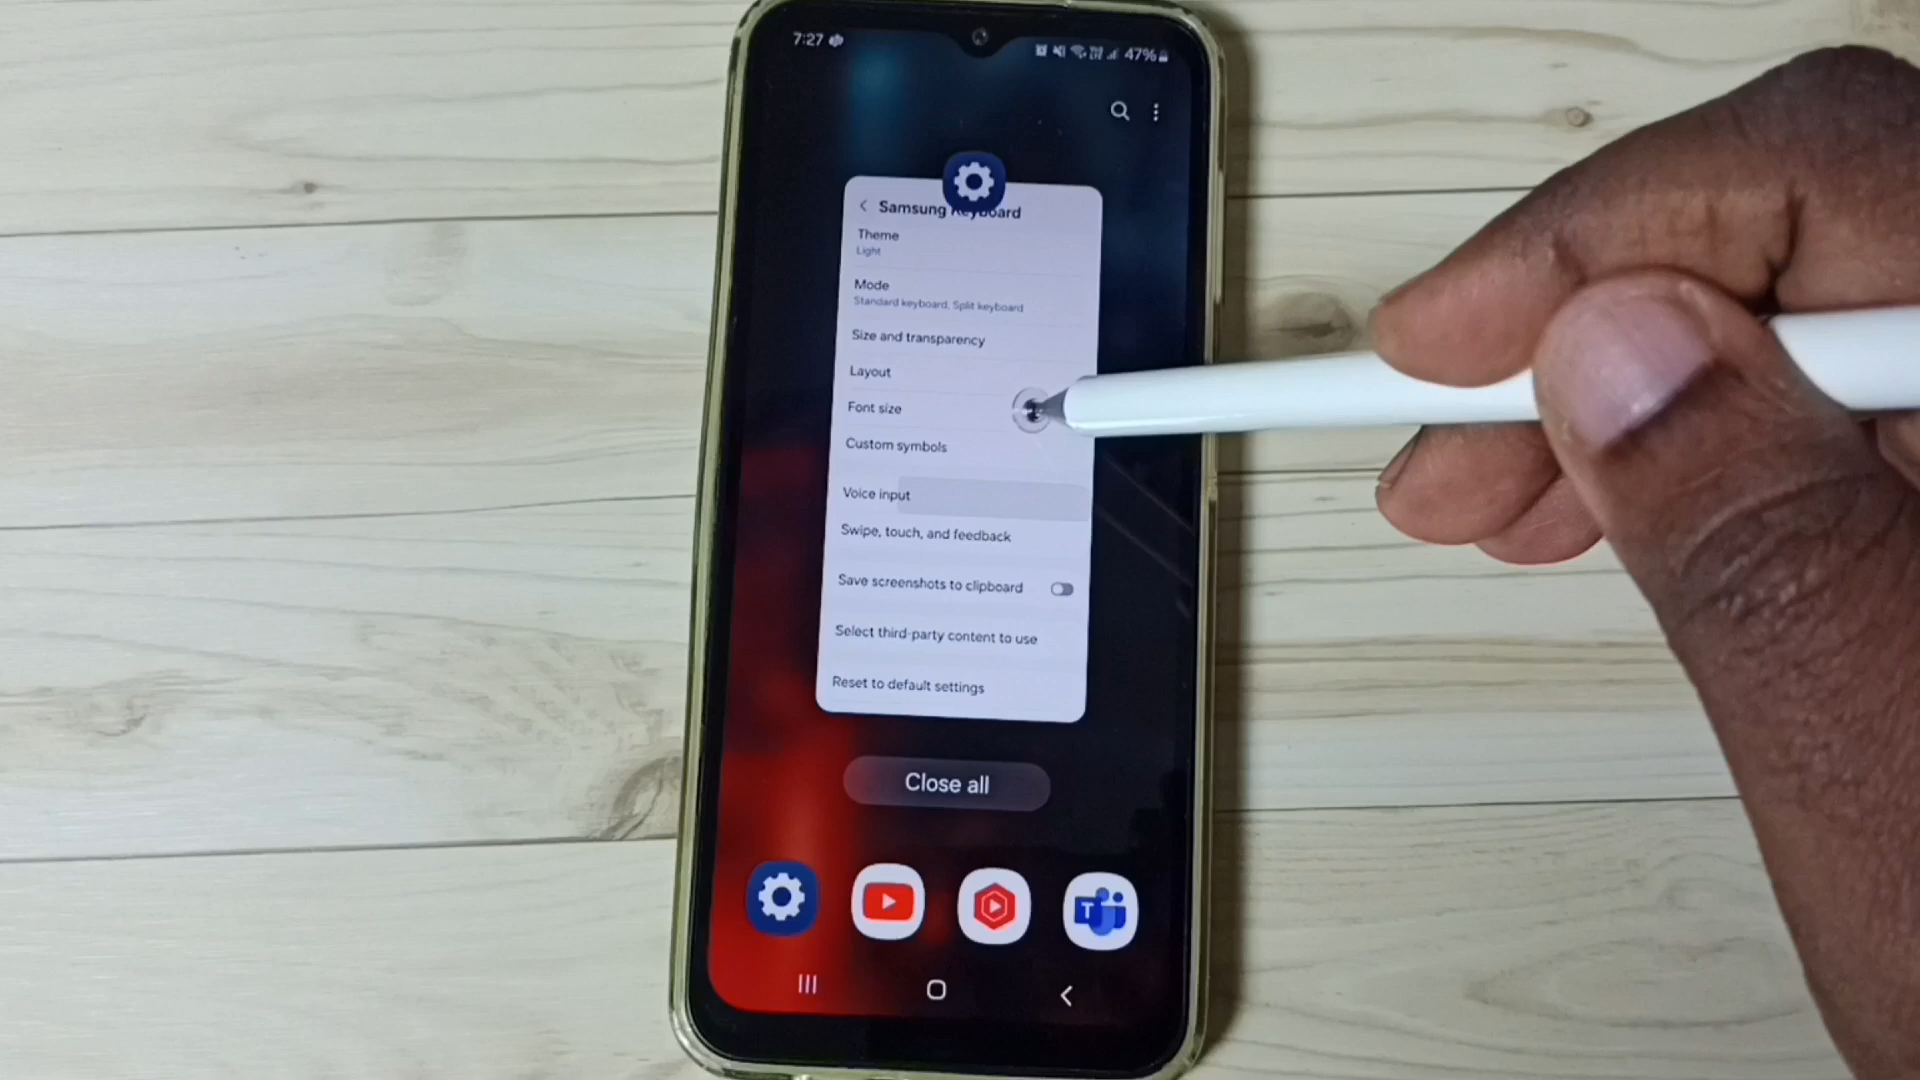 7:27
47%
Samsung Keyboard
Theme
Light
Mode
Standard keyboard, Split keyboard
Size and transparency
Layout
Font size
Custom symbols
Voice input
Swipe, touch, and feedback
Save screenshots to clipboard
Select third-party content to use
Reset to default settings
Close all
T